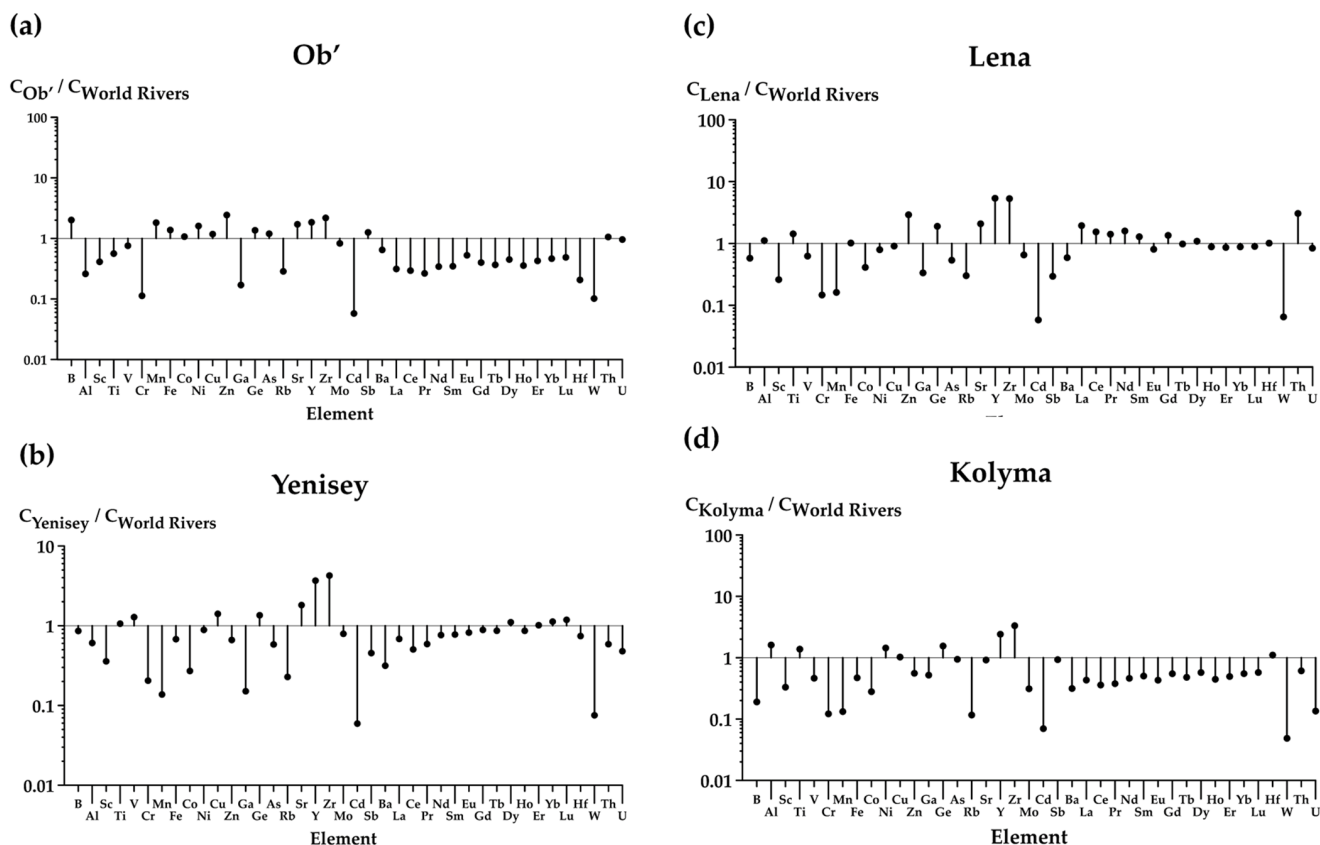 (a)
Ob′
C Ob′ / C World Rivers
100
10
1
0.1
0.01
B Al Sc Ti V Cr Mn Fe Co Ni Cu Zn Ga Ge As Rb Sr Y Zr Mo Cd Sb Ba La Ce Pr Nd Sm Eu Gd Tb Dy Ho Er Yb Lu Hf W Th U
Element
(b)
Yenisey
C Yenisey / C World Rivers
10
1
0.1
0.01
B Al Sc Ti V Cr Mn Fe Co Ni Cu Zn Ga Ge As Rb Sr Y Zr Mo Cd Sb Ba La Ce Pr Nd Sm Eu Gd Tb Dy Ho Er Yb Lu Hf W Th U
Element
(c)
Lena
C Lena / C World Rivers
100
10
1
0.1
0.01
B Al Sc Ti V Cr Mn Fe Co Ni Cu Zn Ga Ge As Rb Sr Y Zr Mo Cd Sb Ba La Ce Pr Nd Sm Eu Gd Tb Dy Ho Er Yb Lu Hf W Th U
(d)
Kolyma
C Kolyma / C World Rivers
100
10
1
0.1
0.01
B Al Sc Ti V Cr Mn Fe Co Ni Cu Zn Ga Ge As Rb Sr Y Zr Mo Cd Sb Ba La Ce Pr Nd Sm Eu Gd Tb Dy Ho Er Yb Lu Hf W Th U
Element